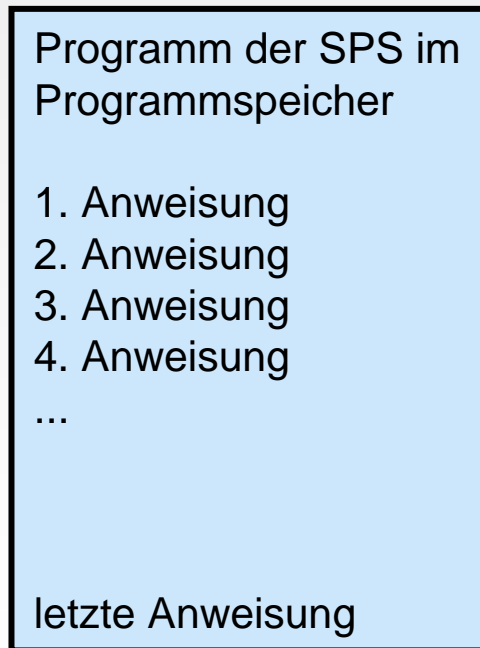 Programm der SPS im
Programmspeicher
1. Anweisung
2. Anweisung
3. Anweisung
4. Anweisung
...
letzte Anweisung